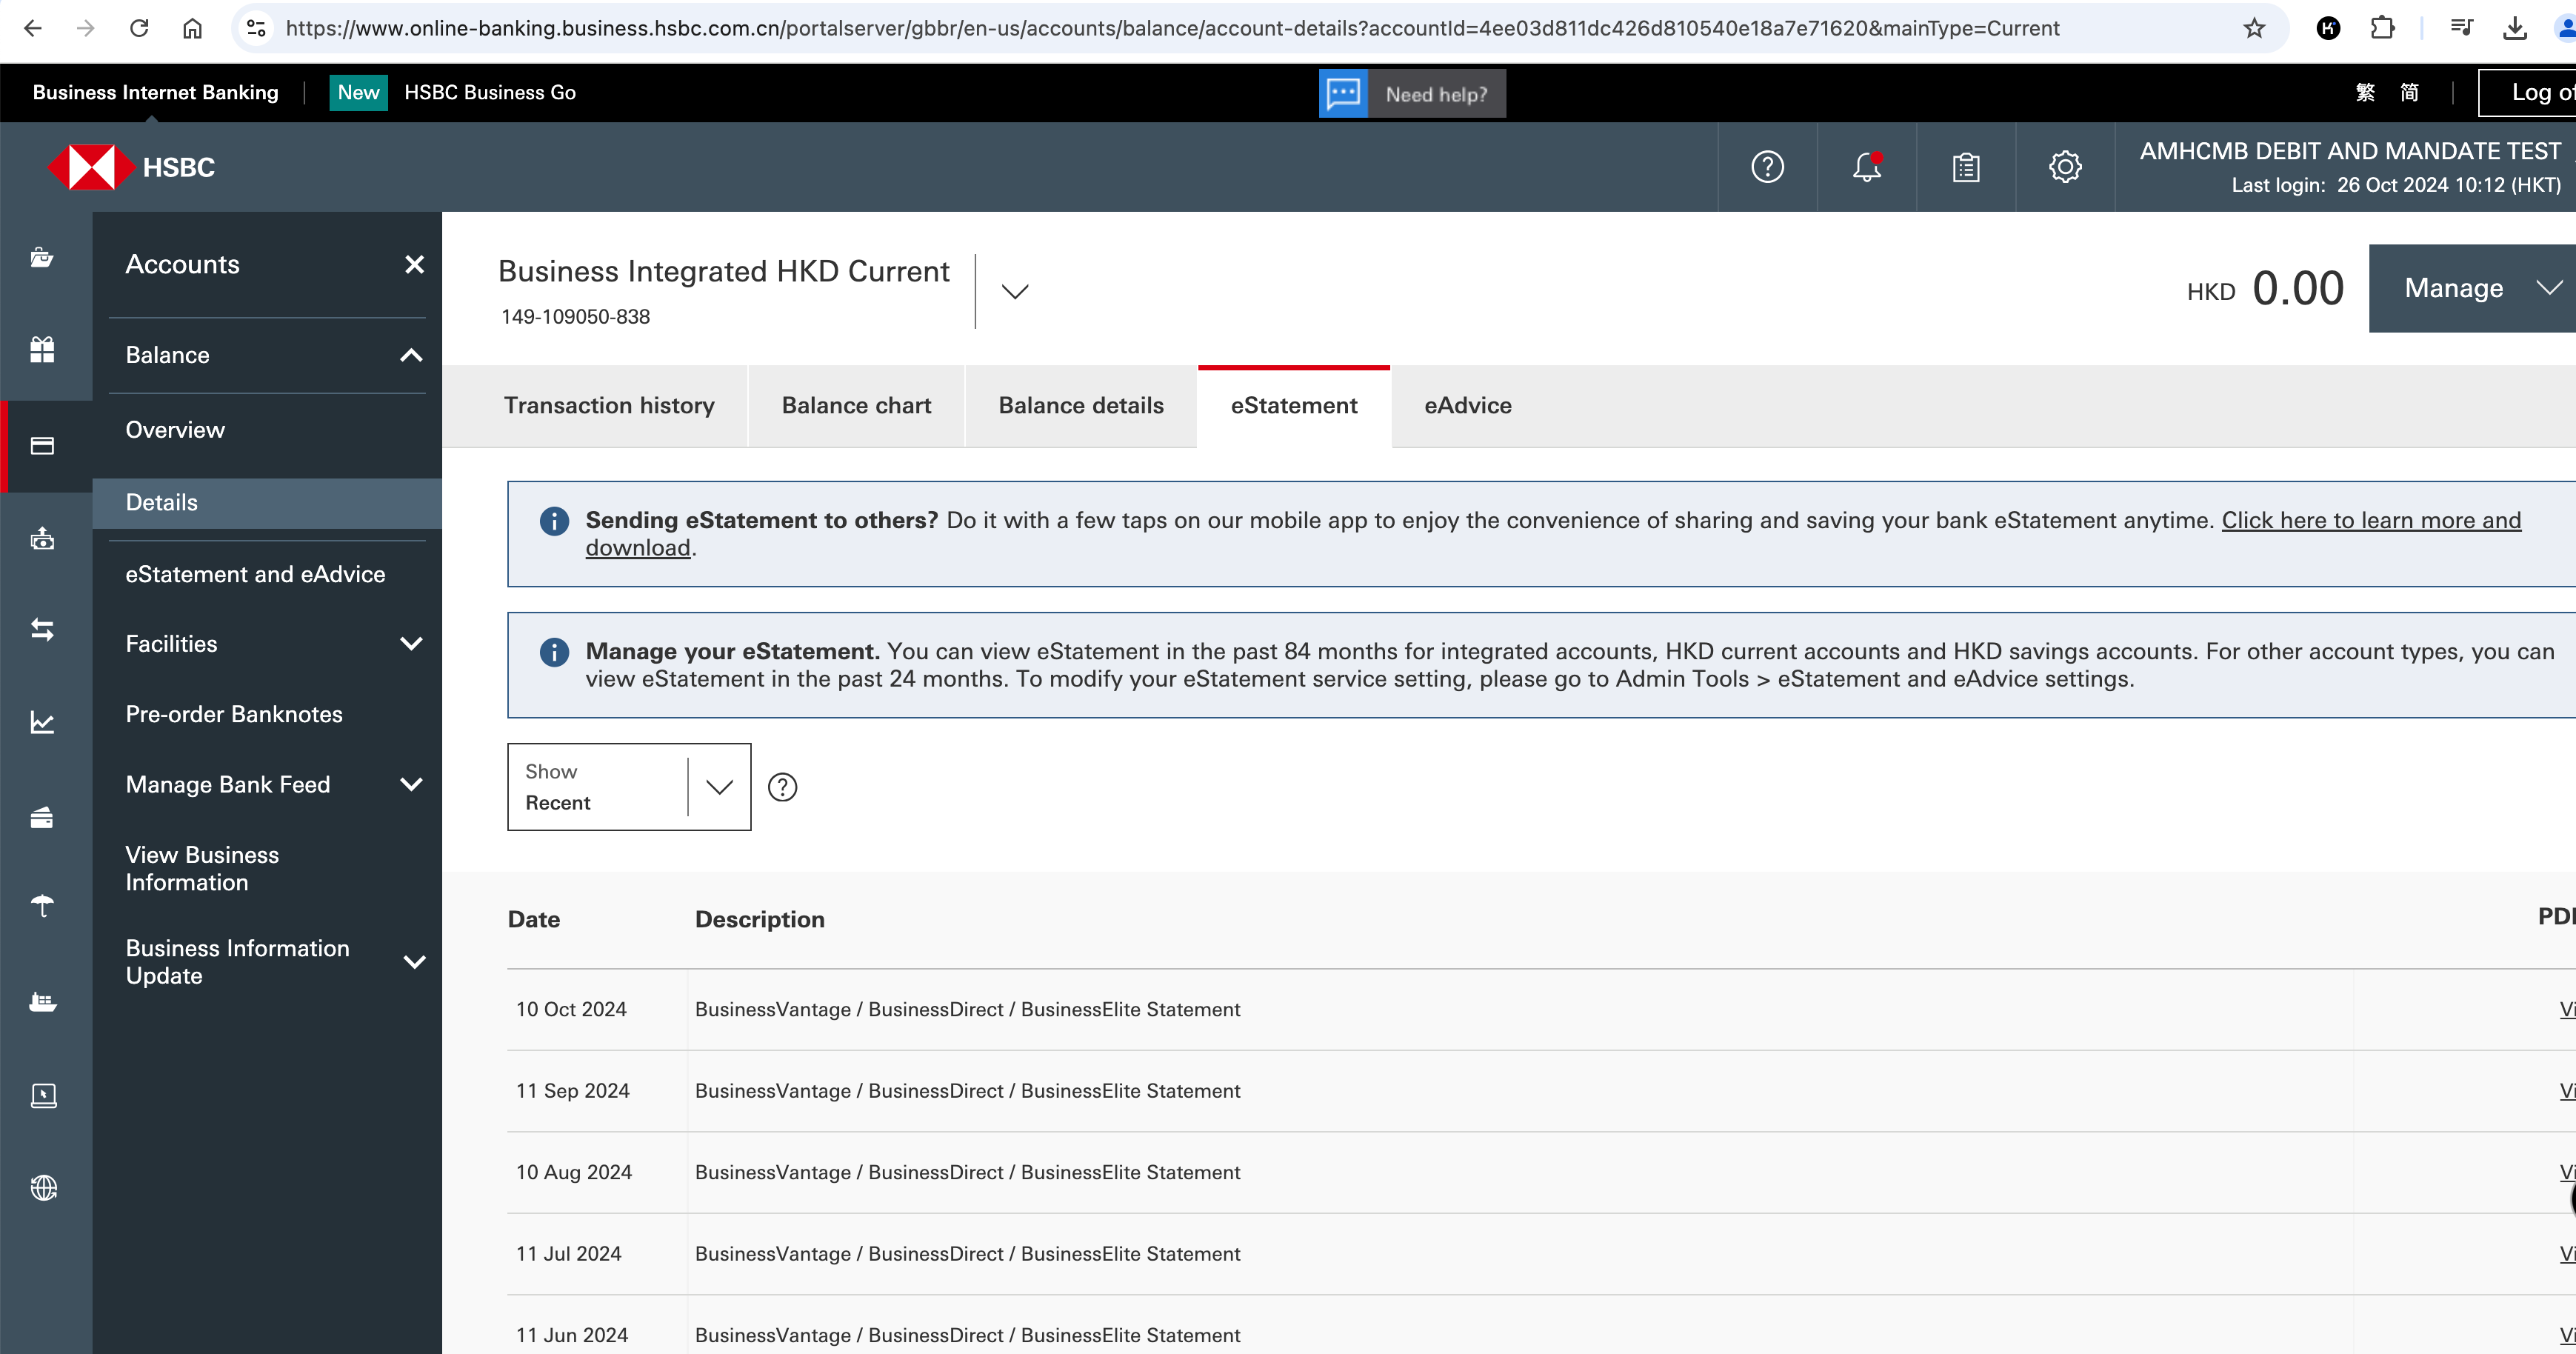 https://www.online-banking.business.hsbc.com.cn/portalserver/gbbr/en-us/accounts/balance/account-details?accountId=4ee03d811dc426d810540e18a7e71620&mainType=Current
Business Internet Banking
New
HSBC Business Go
Need help?
繁 简
Log
HSBC
AMHCMB DEBIT AND MANDATE TEST
Last login: 26 Oct 2024 10:12 (HKT)
Accounts
Balance
Overview
Details
eStatement and eAdvice
Facilities
Pre-order Banknotes
Manage Bank Feed
View Business
Information
Business Information
Update
Business Integrated HKD Current
149-109050-838
HKD 0.00
Manage
Transaction history
Balance chart
Balance details
eStatement
eAdvice
Sending eStatement to others? Do it with a few taps on our mobile app to enjoy the convenience of sharing and saving your bank eStatement anytime. Click here to learn more and
download.
Manage your eStatement. You can view eStatement in the past 84 months for integrated accounts, HKD current accounts and HKD savings accounts. For other account types, you can
view eStatement in the past 24 months. To modify your eStatement service setting, please go to Admin Tools > eStatement and eAdvice settings.
Show
Recent
Date Description
10 Oct 2024 BusinessVantage / BusinessDirect / BusinessElite Statement
11 Sep 2024 BusinessVantage / BusinessDirect / BusinessElite Statement
10 Aug 2024 BusinessVantage / BusinessDirect / BusinessElite Statement
11 Jul 2024 BusinessVantage / BusinessDirect / BusinessElite Statement
11 Jun 2024 BusinessVantage / BusinessDirect / BusinessElite Statement